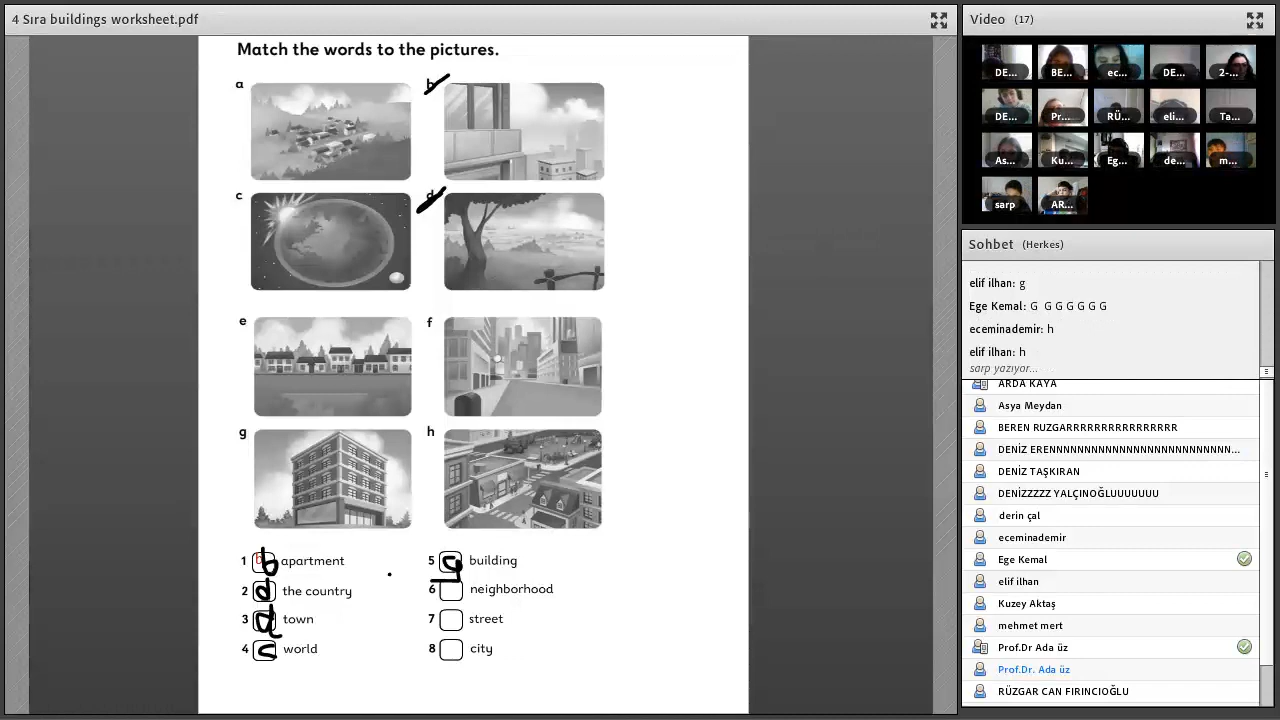 4 Sıra buildings worksheet.pdf
Match the words to the pictures.
a
b
c
d
e
f
g
h
1 b apartment
2 d the country
3 a town
4 c world
5 g building
6 neighborhood
7 street
8 city
Video (17)
DE...
BE...
ec...
DE...
2-...
DE...
Pr...
RÜ...
eli...
Ta...
As...
Ku...
Eg...
de...
m...
sarp
AR...
Sohbet (Herkes)
elif ilhan: g
Ege Kemal: G G G G G G
eceminademir: h
elif ilhan: h
sarp yazıyor...
ARDA KAYA
Asya Meydan
BEREN RUZGARRRRRRRRRRRRRRRR
DENİZ ERENNNNNNNNNNNNNNNNNNNNNNNNNN...
DENİZ TAŞKIRAN
DENİZZZZZ YALÇINOĞLUUUUUUU
derin çal
eceminademir
Ege Kemal
elif ilhan
Kuzey Aktaş
mehmet mert
Prof.Dr Ada üz
Prof.Dr. Ada üz
RÜZGAR CAN FIRINCIOĞLU